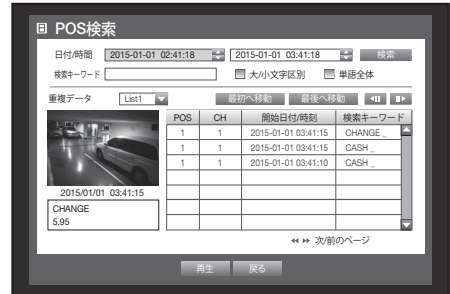 POS検索
日付/時間 2015-01-01 02:41:18 2015-01-01 03:41:18 検索
検索キーワード 大/小文字区別 単語全体
重複データ List1 最初へ移動 最後へ移動
POS CH 開始日付/時刻 検索キーワード
1 1 2015-01-01 03:41:15 CHANGE _
1 1 2015-01-01 03:41:15 CASH _
1 1 2015-01-01 03:41:10 CASH _
2015/01/01 03:41:15
CHANGE
5.95
次/前のページ
再生 戻る